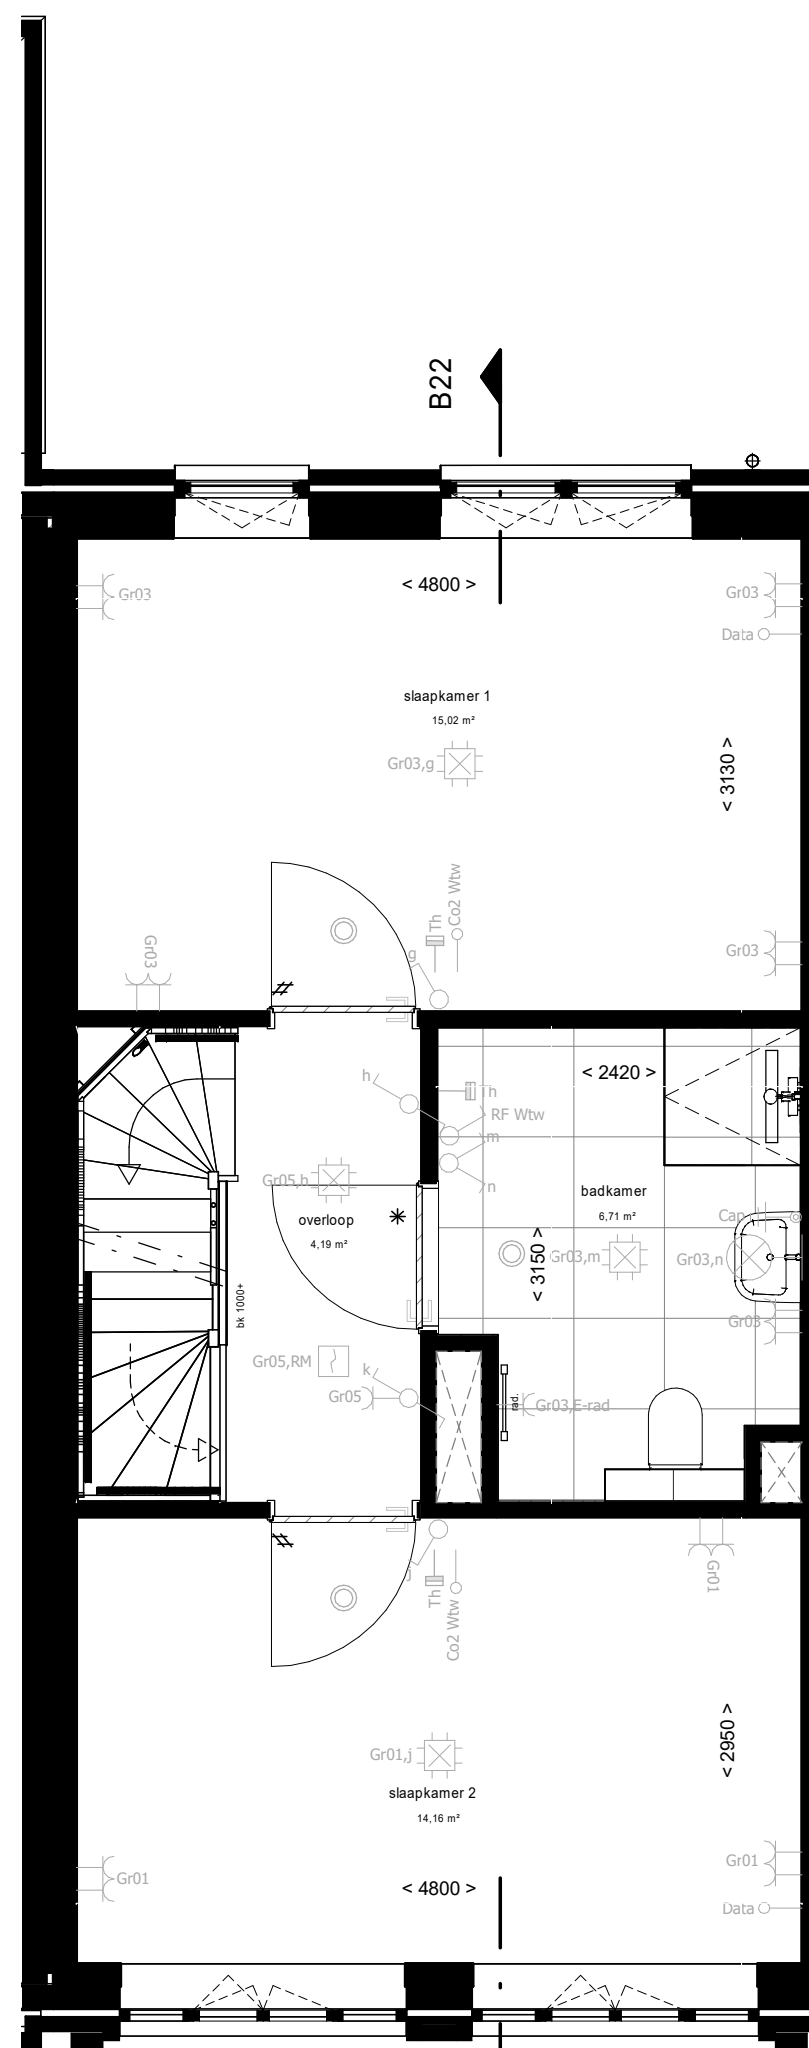 B22
< 4800 >
Gr03
Gr03
Data
slaapkamer 1
15,02 m²
Gr03,g
< 3130 >
Th
Co2 Wtw
g
Gr03
Gr03
< 2420 >
h
Th
RF Wtw
m
n
Gr05,h
badkamer
6,71 m²
Cap
overloop
4,19 m²
Gr03,m
Gr03,n
< 3150 >
bk 1000+
Gr03
Gr05,RM
k
Gr05
rad.
Gr03,E-rad
j
Th
Co2 Wtw
Gr01
< 2950 >
Gr01,j
slaapkamer 2
14,16 m²
Gr01
Gr01
< 4800 >
Data